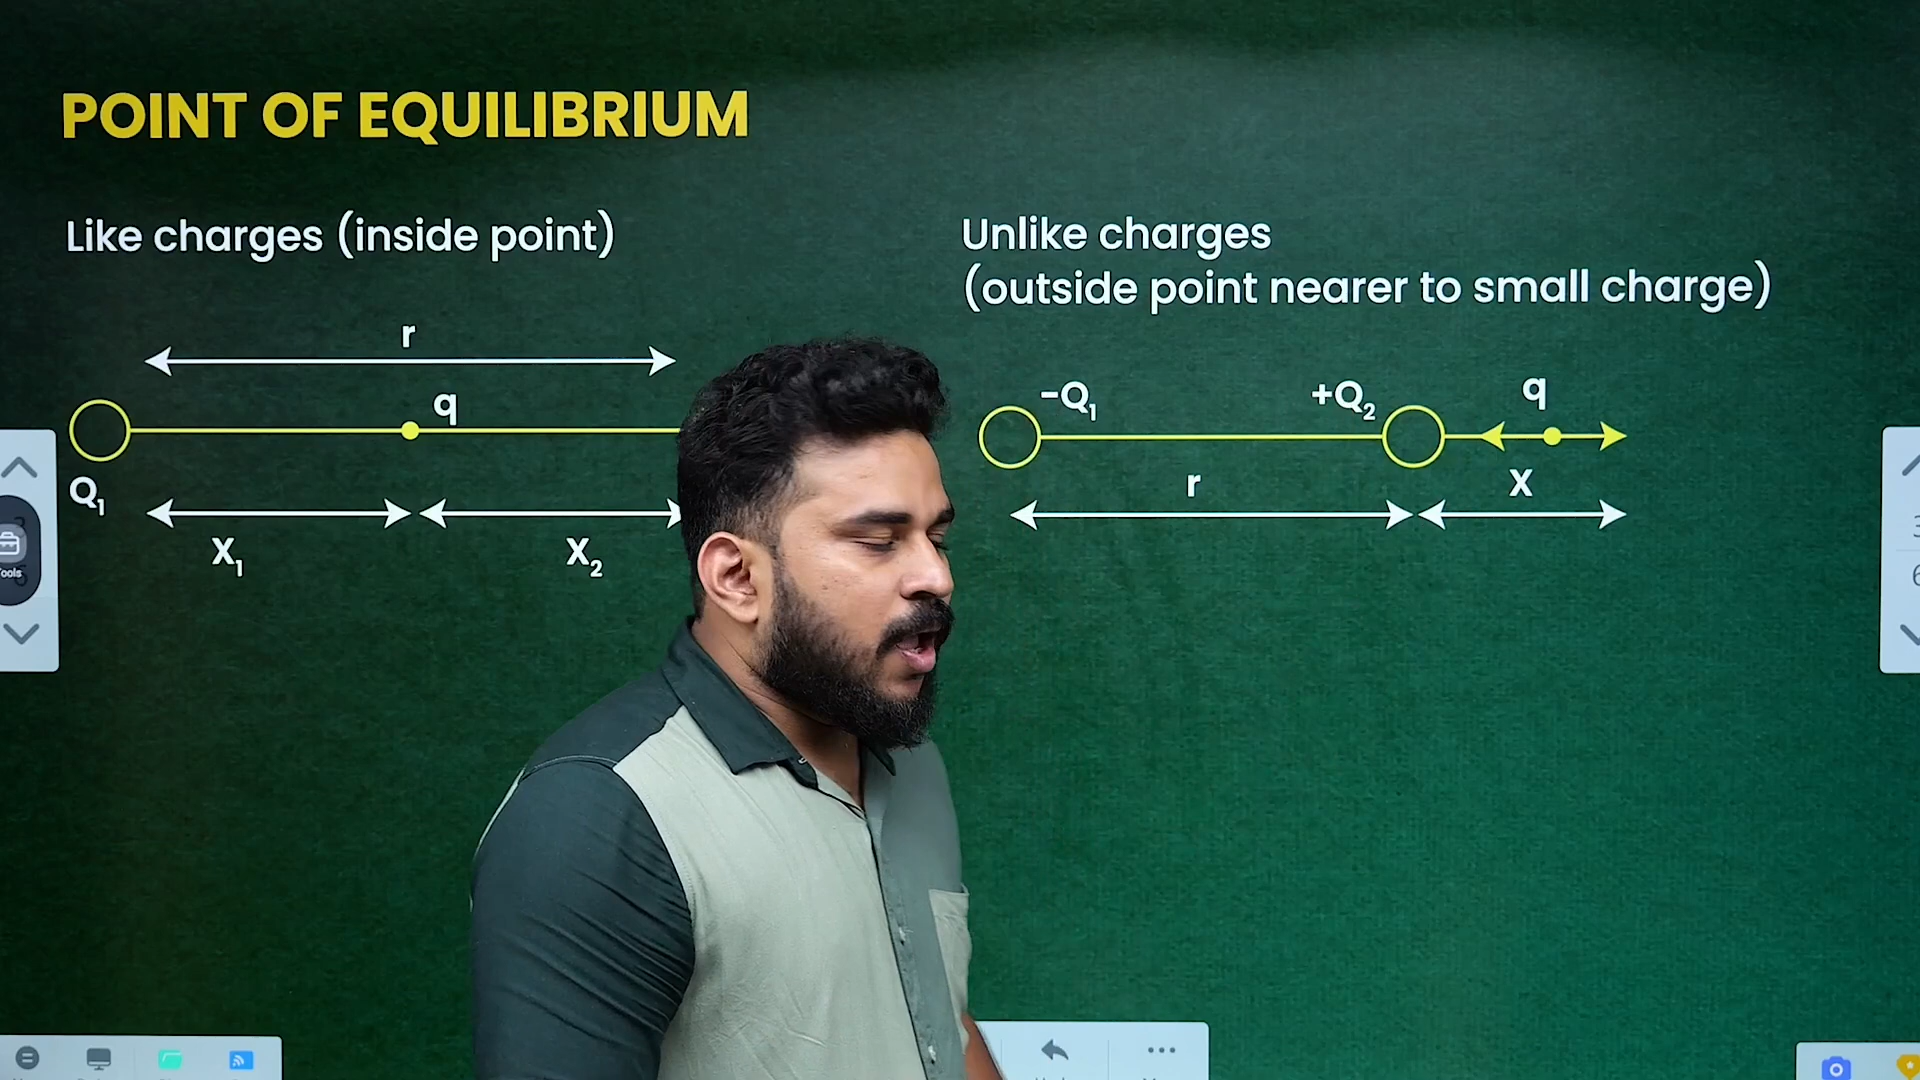 POINT OF EQUILIBRIUM
Like charges (inside point)
r
q
Q₁
X₁
X₂
Unlike charges
(outside point nearer to small charge)
-Q₁
+Q₂
q
r
X